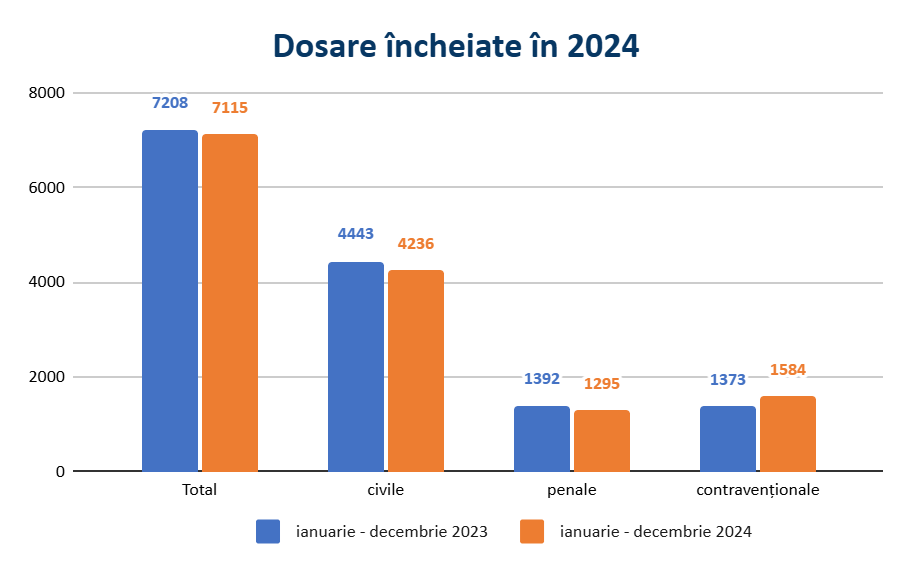 Dosare încheiate în 2024
8000
7208
7115
6000
4443
4236
4000
2000
1392
1295
1373
1584
0
Total
civile
penale
contravenționale
ianuarie - decembrie 2023
ianuarie - decembrie 2024